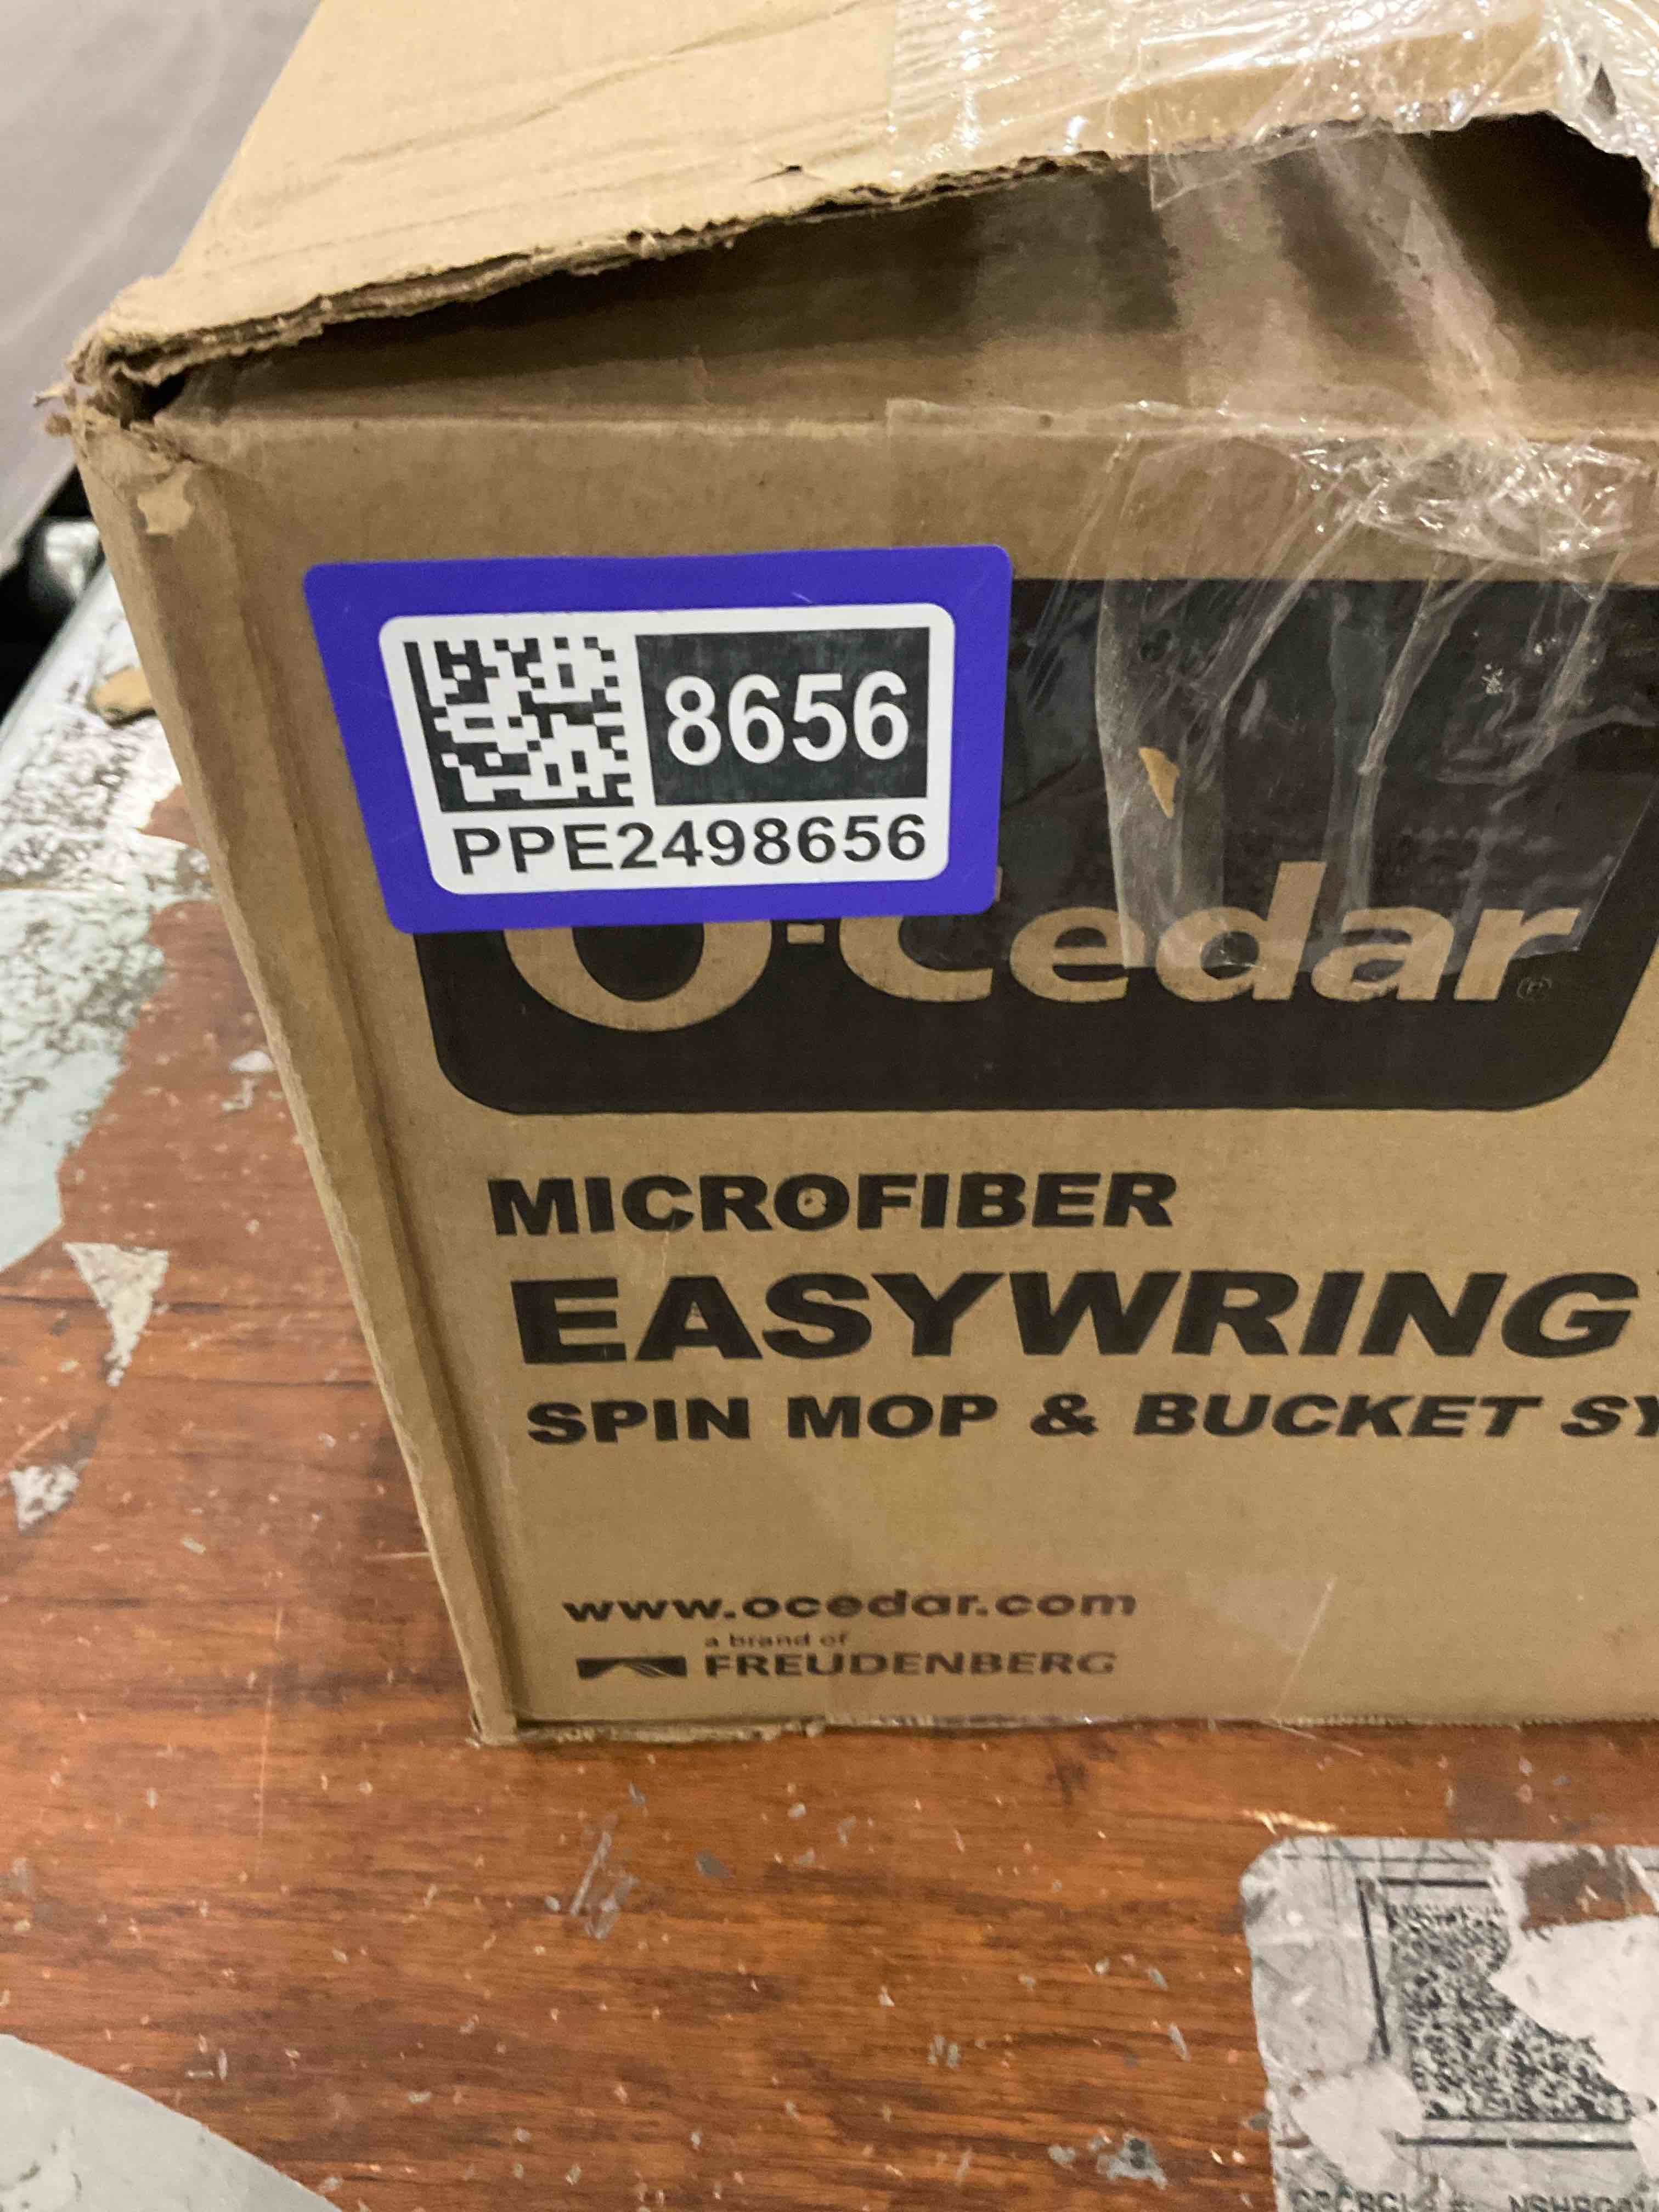 8656
PPE2498656
O-Cedar®
MICROFIBER
EASYWRING
SPIN MOP & BUCKET SY
www.ocedar.com
a brand of
FREUDENBERG